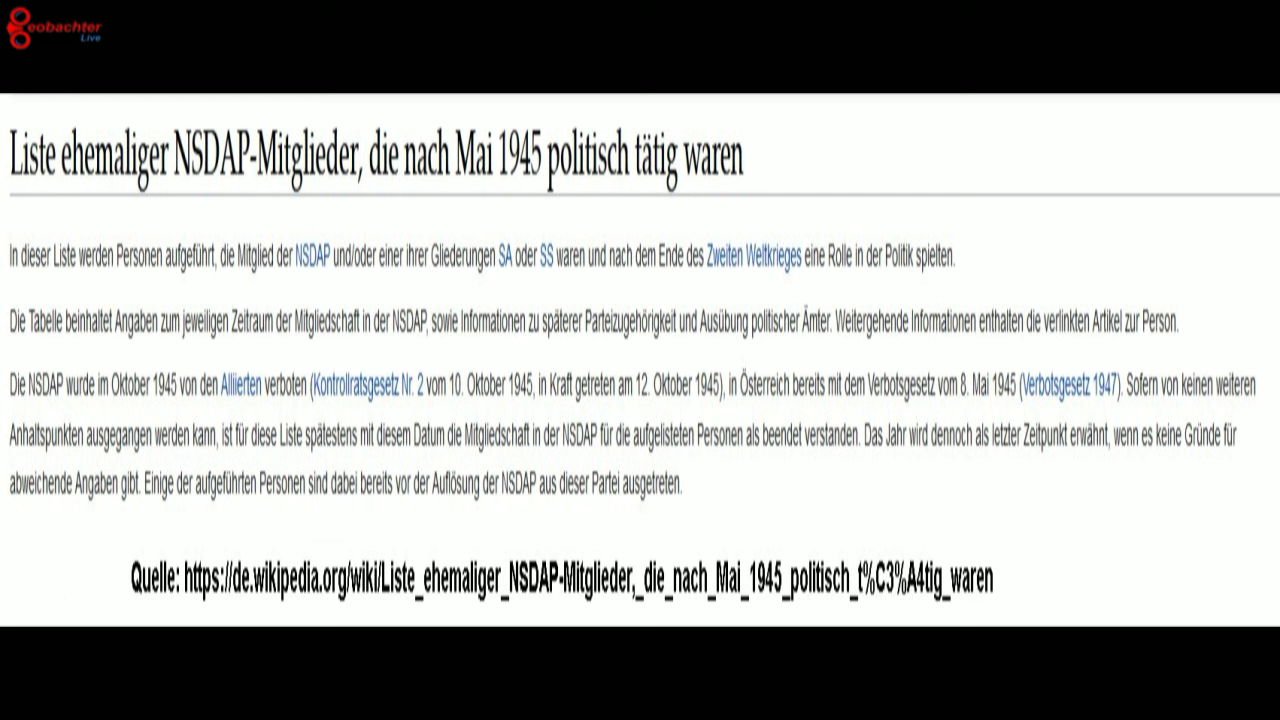 Beobachter
Live
Liste ehemaliger NSDAP-Mitglieder, die nach Mai 1945 politisch tätig waren
In dieser Liste werden Personen aufgeführt, die Mitglied der NSDAP und/oder einer ihrer Gliederungen SA oder SS waren und nach dem Ende des Zweiten Weltkrieges eine Rolle in der Politik spielten.
Die Tabelle beinhaltet Angaben zum jeweiligen Zeitraum der Mitgliedschaft in der NSDAP, sowie Informationen zu späterer Parteizugehörigkeit und Ausübung politischer Ämter. Weitergehende Informationen enthalten die verlinkten Artikel zur Person.
Die NSDAP wurde im Oktober 1945 von den Alliierten verboten (Kontrollratsgesetz Nr. 2 vom 10. Oktober 1945, in Kraft getreten am 12. Oktober 1945), in Österreich bereits mit dem Verbotsgesetz vom 8. Mai 1945 (Verbotsgesetz 1947). Sofern von keinen weiteren
Anhaltspunkten ausgegangen werden kann, ist für diese Liste spätestens mit diesem Datum die Mitgliedschaft in der NSDAP für die aufgelisteten Personen als beendet verstanden. Das Jahr wird dennoch als letzter Zeitpunkt erwähnt, wenn es keine Gründe für
abweichende Angaben gibt. Einige der aufgeführten Personen sind dabei bereits vor der Auflösung der NSDAP aus dieser Partei ausgetreten.
Quelle: https://de.wikipedia.org/wiki/Liste_ehemaliger_NSDAP-Mitglieder,_die_nach_Mai_1945_politisch_t%C3%A4tig_waren